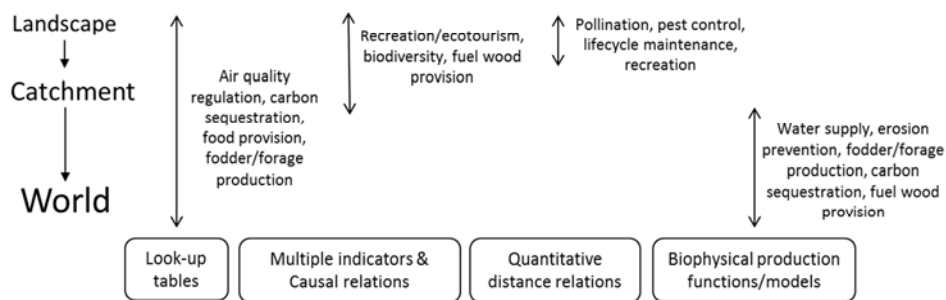 Landscape
Catchment
World
Air quality
regulation, carbon
sequestration,
food provision,
fodder/forage
production
Recreation/ecotourism,
biodiversity, fuel wood
provision
Pollination, pest control,
lifecycle maintenance,
recreation
Water supply, erosion
prevention, fodder/forage
production, carbon
sequestration, fuel wood
provision
Look-up
tables
Multiple indicators &
Causal relations
Quantitative
distance relations
Biophysical production
functions/models